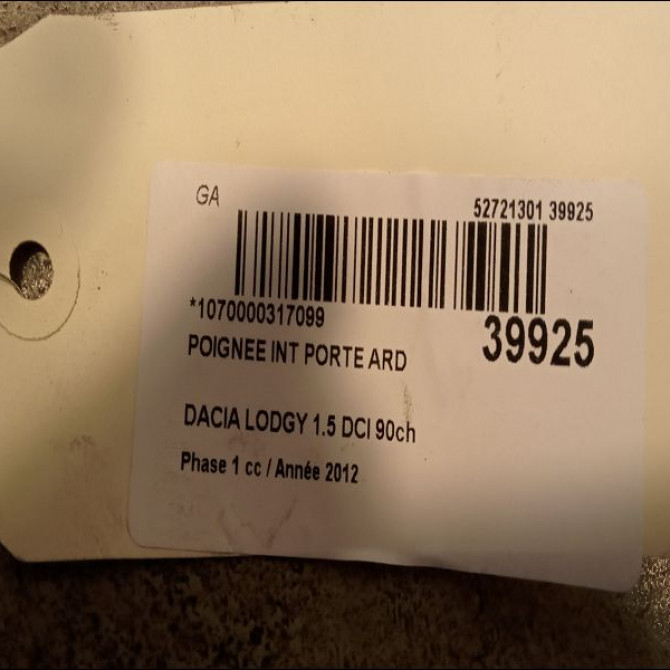 GA
52721301 39925
*1070000317099
39925
POIGNEE INT PORTE ARD
DACIA LODGY 1.5 DCI 90ch
Phase 1 cc / Année 2012